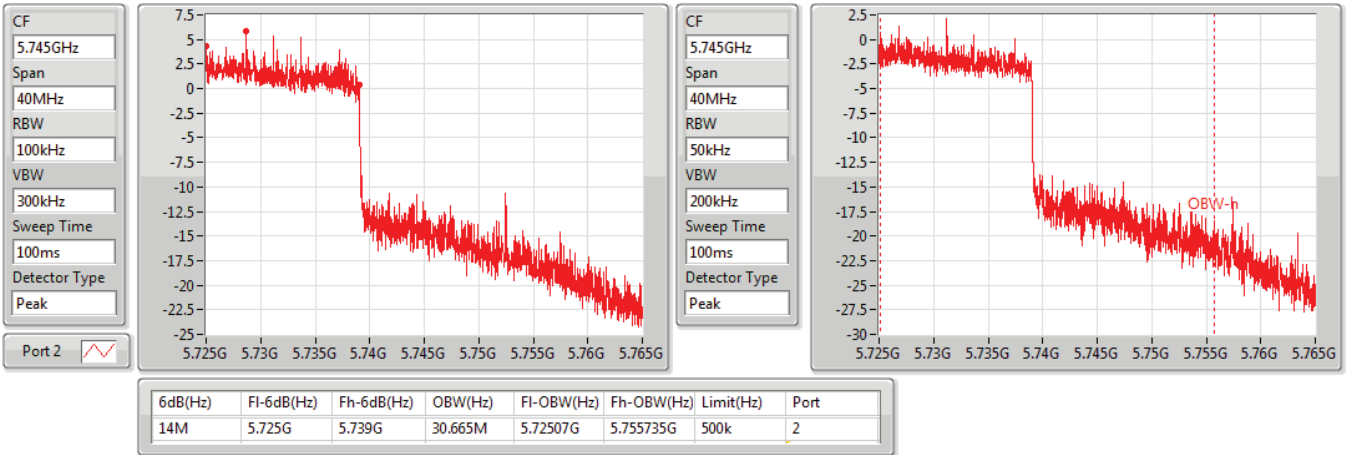 CF
5.745GHz
Span
40MHz
RBW
100kHz
VBW
300kHz
Sweep Time
100ms
Detector Type
Peak
Port 2
7.5
5
2.5
0
-2.5
-5
-7.5
-10
-12.5
-15
-17.5
-20
-22.5
-25
5.725G 5.73G 5.735G 5.74G 5.745G 5.75G 5.755G 5.76G 5.765G
CF
5.745GHz
Span
40MHz
RBW
50kHz
VBW
200kHz
Sweep Time
100ms
Detector Type
Peak
2.5
0
-2.5
-5
-7.5
-10
-12.5
-15
-17.5
-20
-22.5
-25
-27.5
-30
OBW-h
5.725G 5.73G 5.735G 5.74G 5.745G 5.75G 5.755G 5.76G 5.765G
6dB(Hz) Fl-6dB(Hz) Fh-6dB(Hz) OBW(Hz) Fl-OBW(Hz) Fh-OBW(Hz) Limit(Hz) Port
14M 5.725G 5.739G 30.665M 5.72507G 5.755735G 500k 2